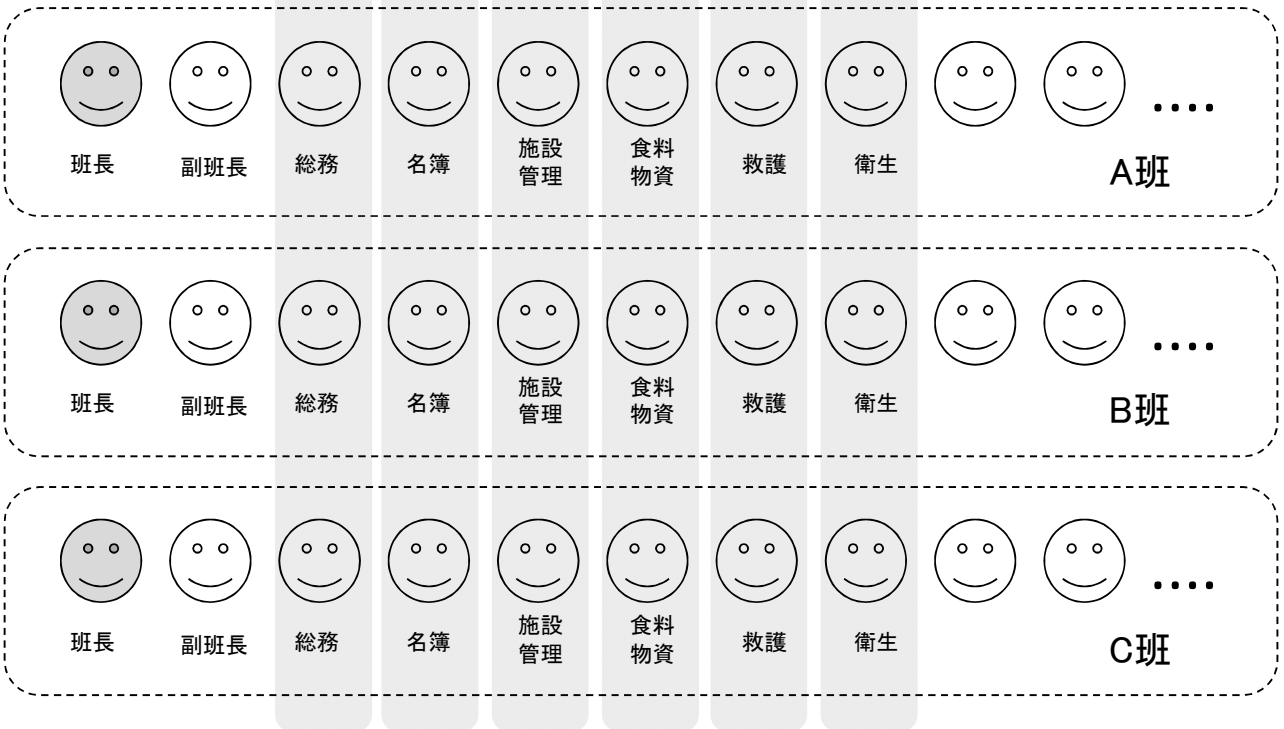 班長 副班長 総務 名簿 施設管理 食料物資 救護 衛生 ････
A班
班長 副班長 総務 名簿 施設管理 食料物資 救護 衛生 ････
B班
班長 副班長 総務 名簿 施設管理 食料物資 救護 衛生 ････
C班